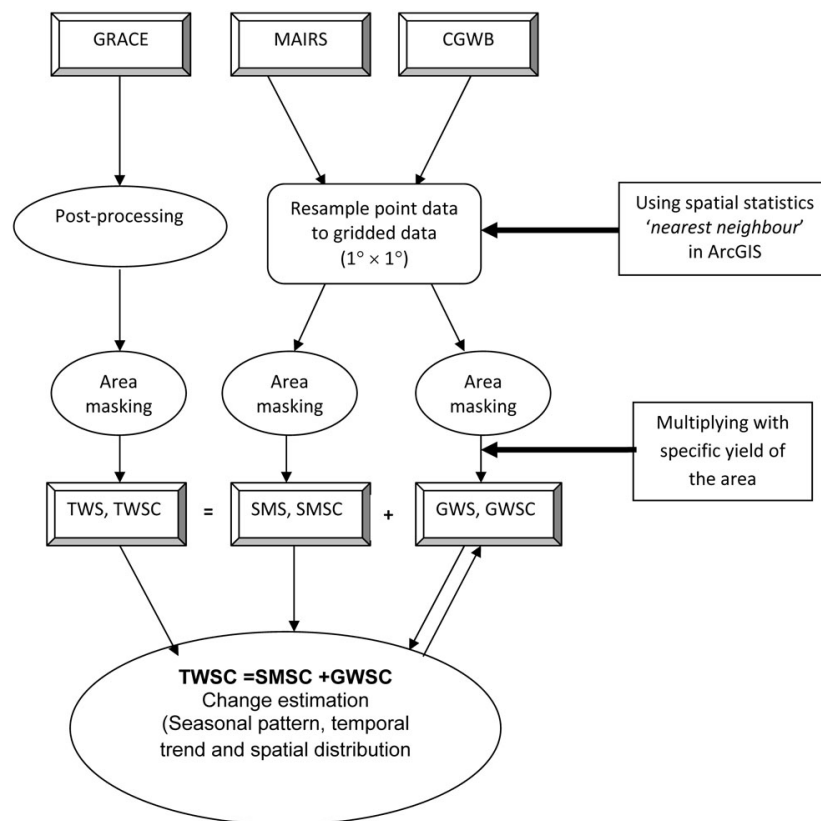 GRACE
MAIRS
CGWB
Post-processing
Resample point data
to gridded data
(1° × 1°)
Using spatial statistics
‘nearest neighbour’
in ArcGIS
Area
masking
Area
masking
Area
masking
Multiplying with
specific yield of
the area
TWS, TWSC
=
SMS, SMSC
+
GWS, GWSC
TWSC =SMSC +GWSC
Change estimation
(Seasonal pattern, temporal
trend and spatial distribution